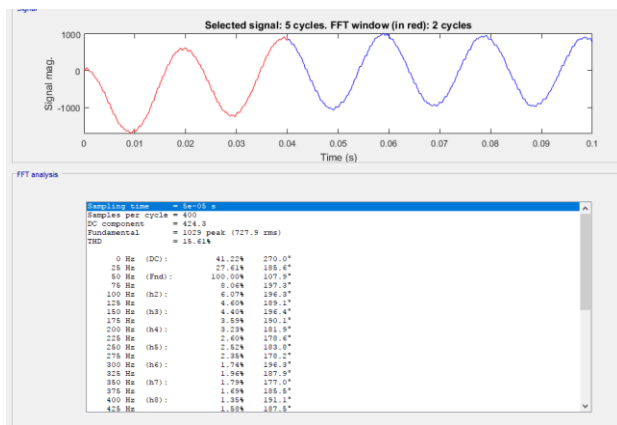 Signal
Selected signal: 5 cycles. FFT window (in red): 2 cycles
1000
0
-1000
Signal mag.
0 0.01 0.02 0.03 0.04 0.05 0.06 0.07 0.08 0.09 0.1
Time (s)
FFT analysis
Sampling time = 5e-05 s
Samples per cycle = 400
DC component = 424.3
Fundamental = 1029 peak (727.9 rms)
THD = 15.61%
0 Hz (DC): 41.22% 270.0°
25 Hz 27.61% 185.6°
50 Hz (Fnd): 100.00% 107.9°
75 Hz 8.06% 197.3°
100 Hz (h2): 6.07% 196.3°
125 Hz 4.60% 189.1°
150 Hz (h3): 4.40% 196.4°
175 Hz 3.59% 190.1°
200 Hz (h4): 3.23% 181.9°
225 Hz 2.60% 178.6°
250 Hz (h5): 2.52% 183.8°
275 Hz 2.35% 178.2°
300 Hz (h6): 1.74% 196.3°
325 Hz 1.96% 187.9°
350 Hz (h7): 1.79% 177.0°
375 Hz 1.69% 185.5°
400 Hz (h8): 1.35% 191.1°
425 Hz 1.58% 187.5°